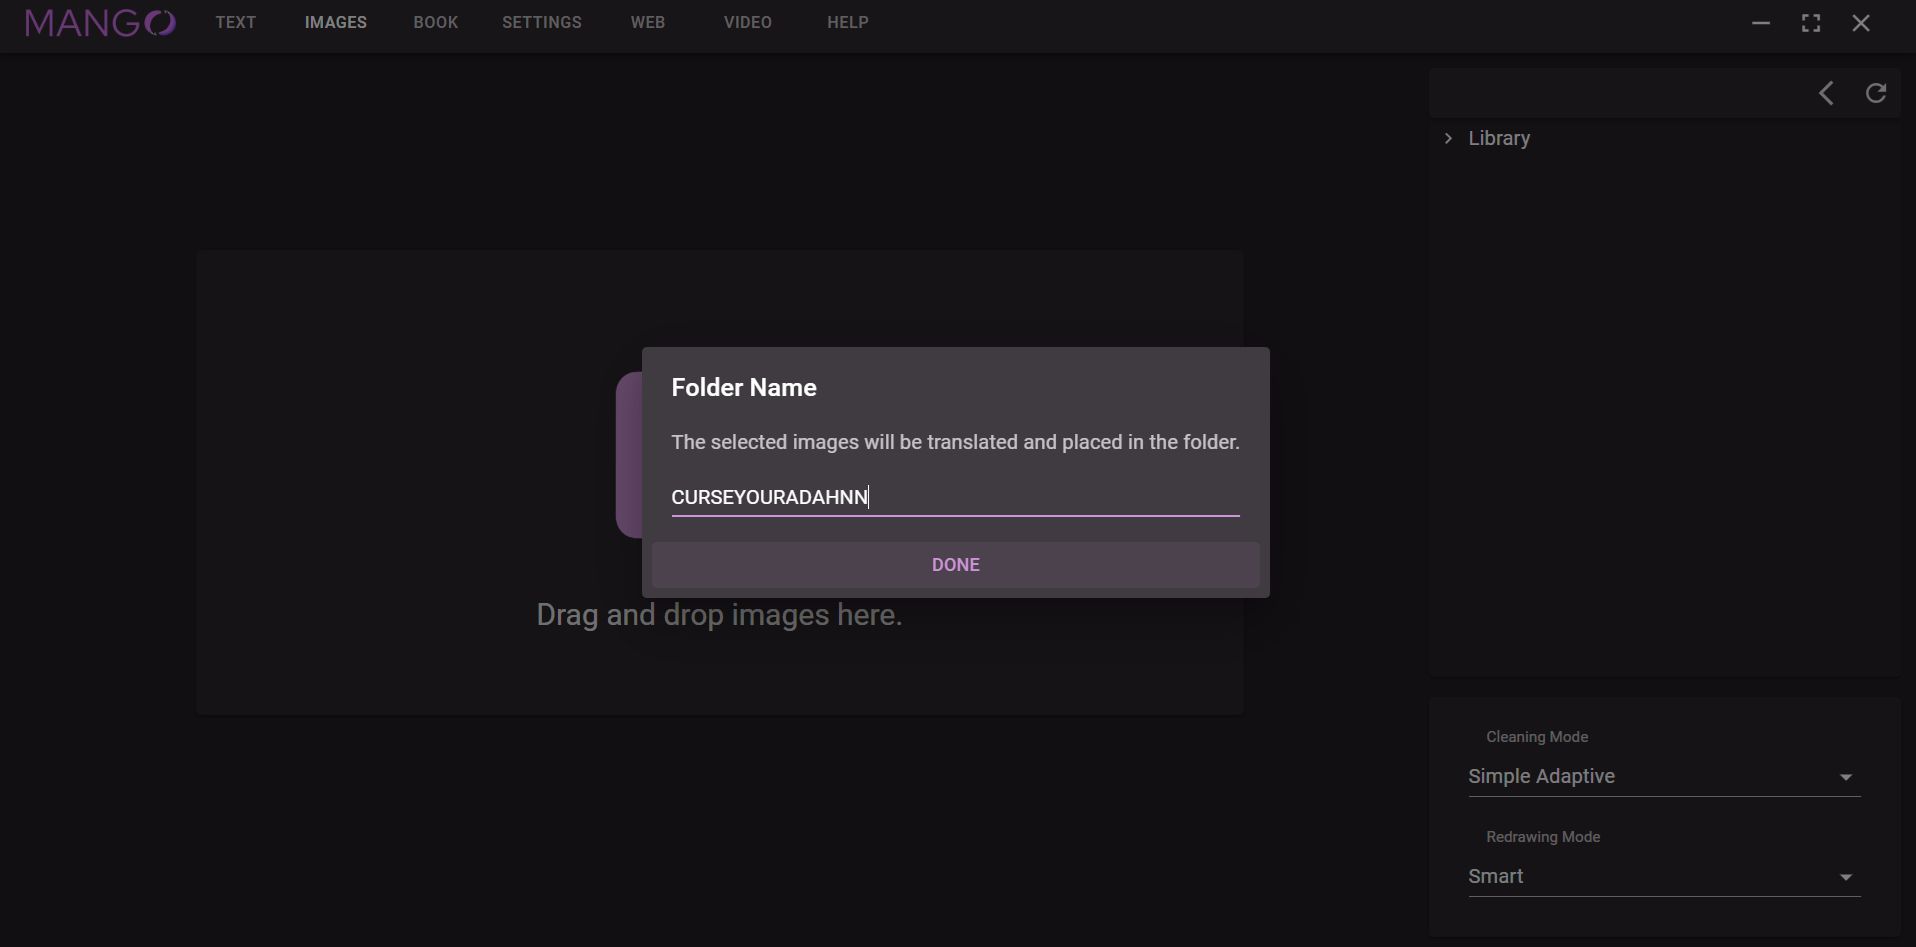 MANGO
TEXT IMAGES BOOK SETTINGS WEB VIDEO HELP
Library
Folder Name
The selected images will be translated and placed in the folder.
CURSEYOURADAHNN
DONE
Drag and drop images here.
Cleaning Mode
Simple Adaptive
Redrawing Mode
Smart